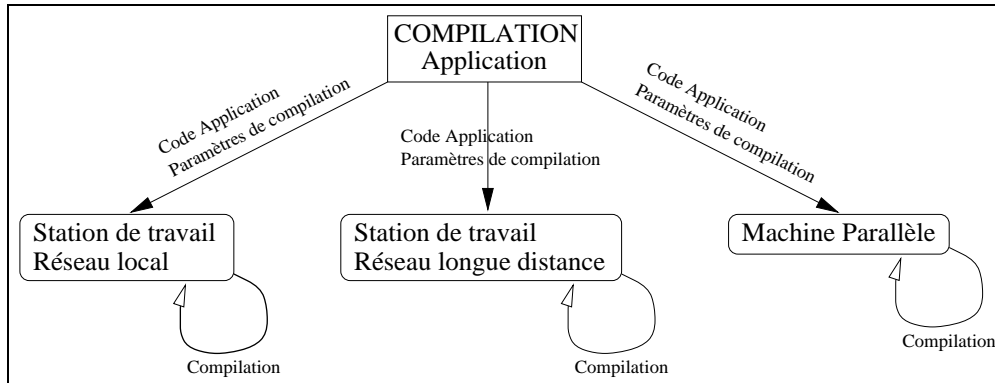 COMPILATION
Application
Code Application
Paramètres de compilation
Code Application
Paramètres de compilation
Code Application
Paramètres de compilation
Station de travail
Réseau local
Station de travail
Réseau longue distance
Machine Parallèle
Compilation
Compilation
Compilation